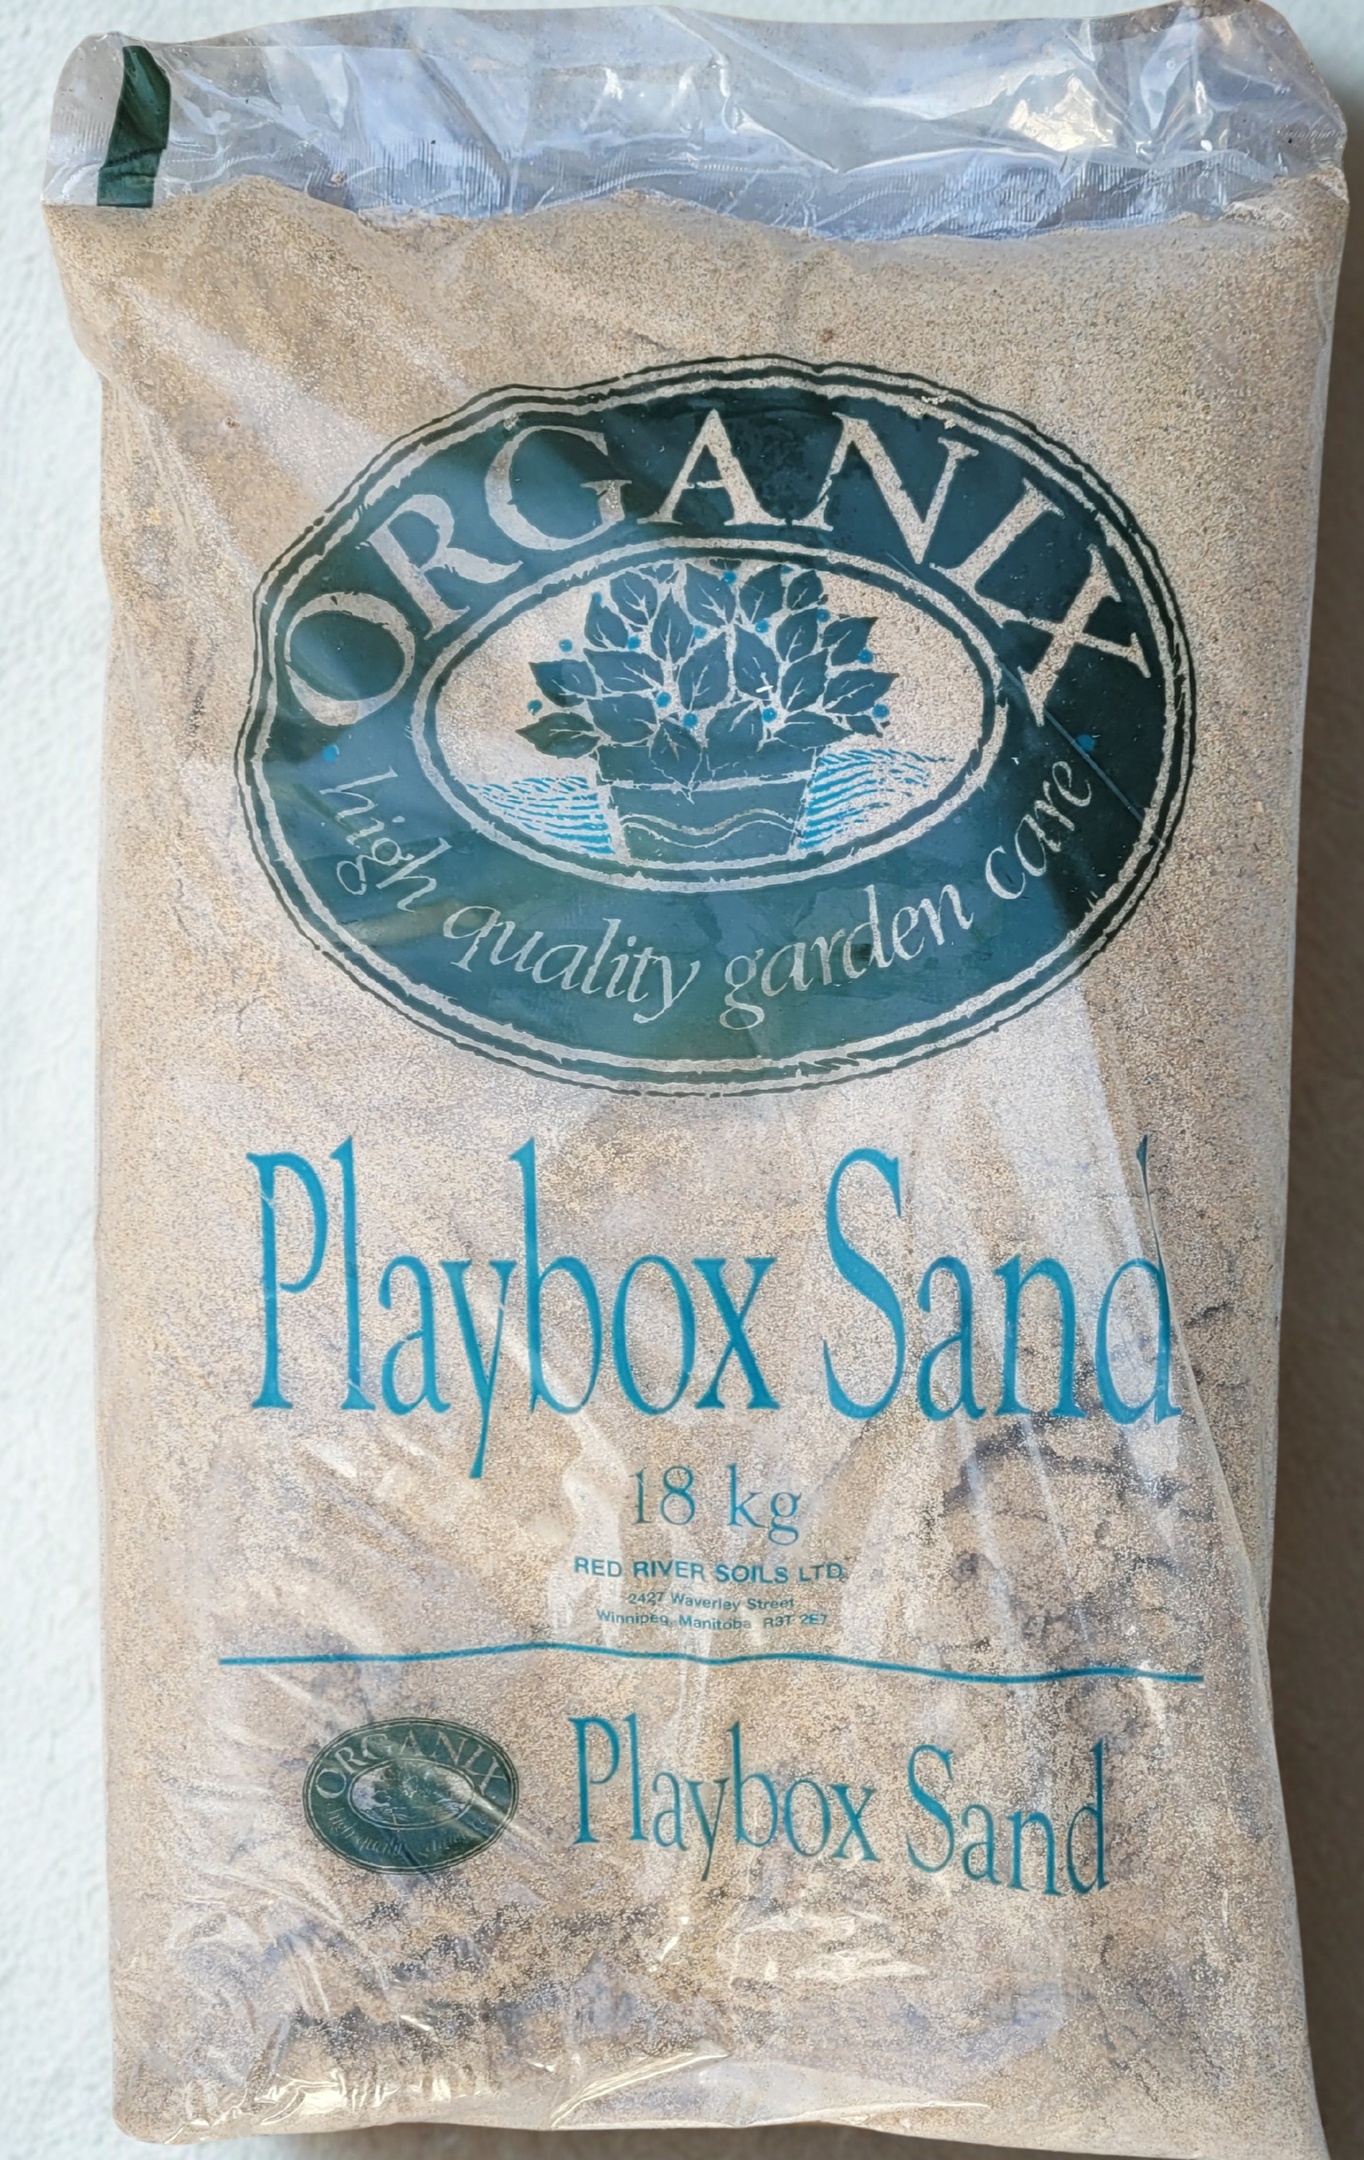 ORGANIX
high quality garden care
Playbox Sand
18 kg
RED RIVER SOILS LTD.
2427 Waverley Street
Winnipeg, Manitoba R3T 2E7
ORGANIX
Playbox Sand